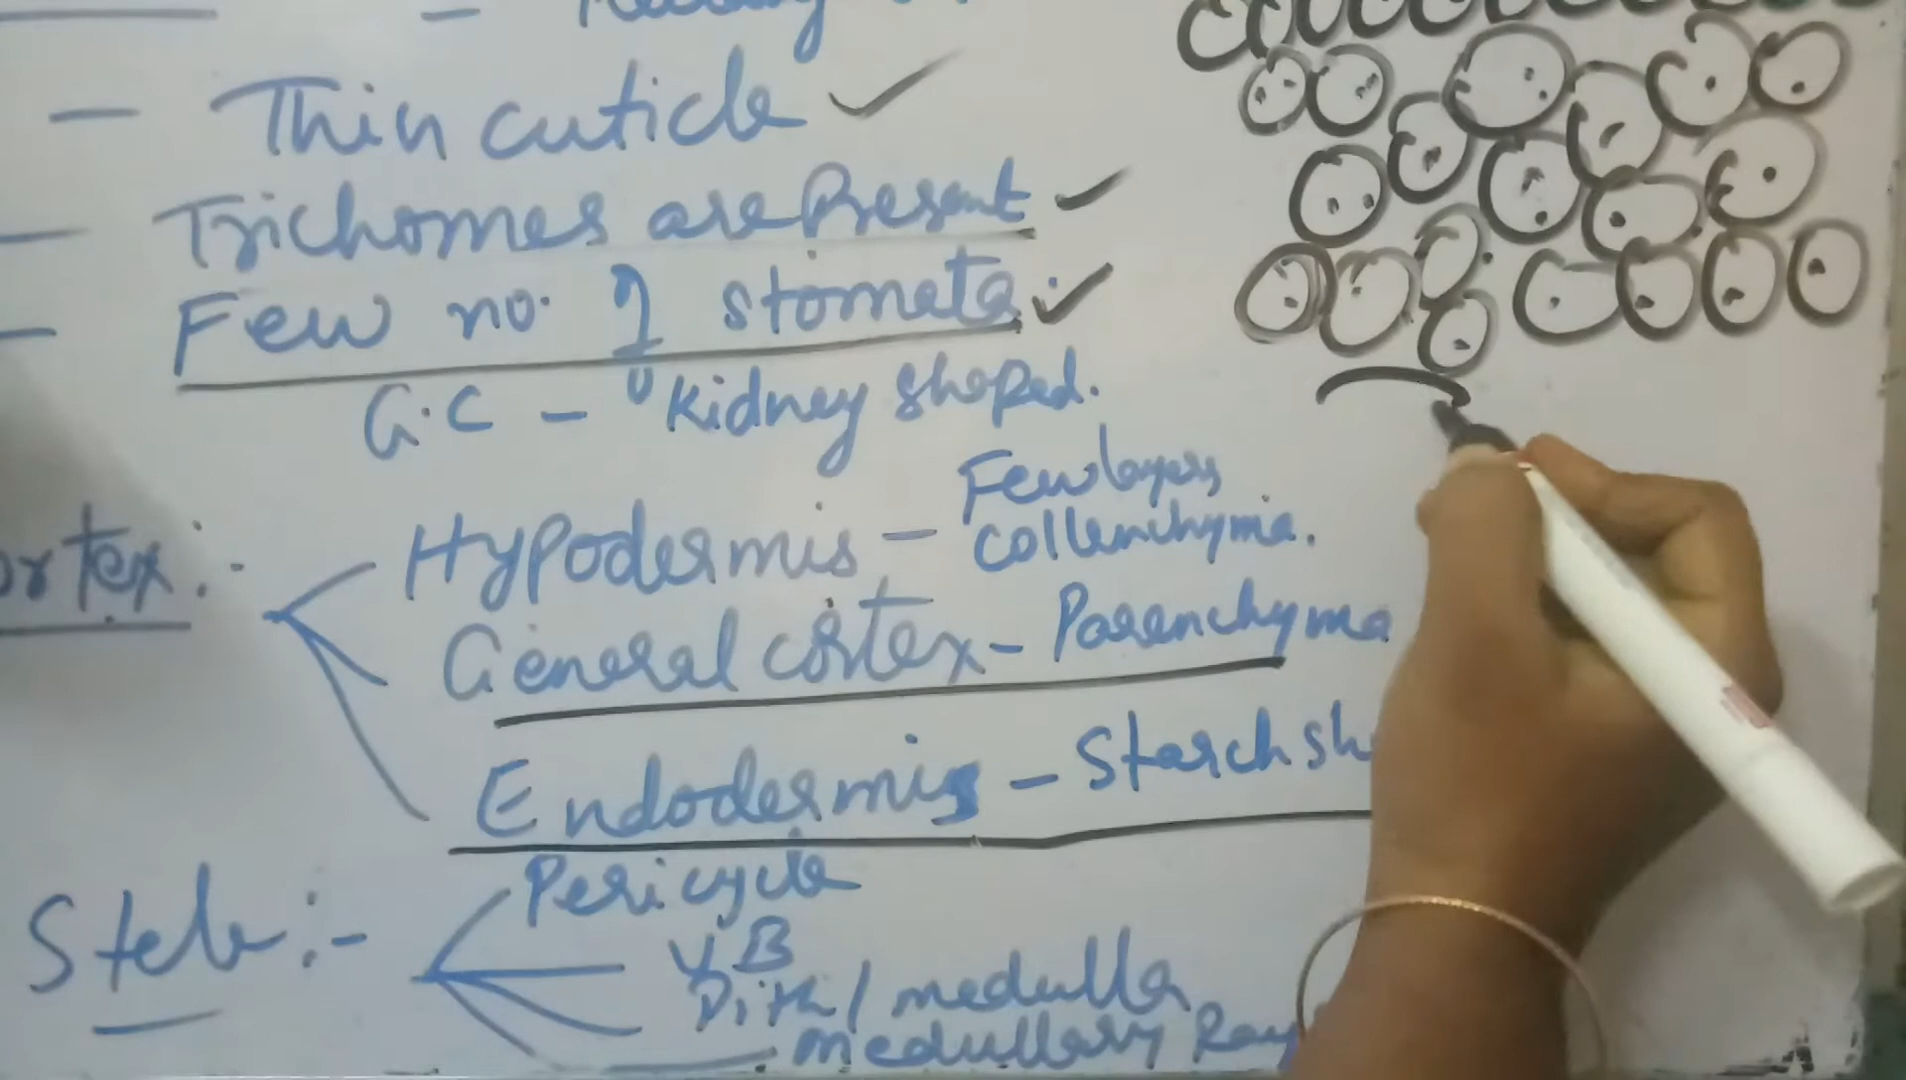 Thin cuticle
Trichomes are Present
Few no. of stomata.
G.C - Kidney shaped.
ortex:-
Hypodermis - Few layers
collenchyma.
General cortex - Parenchyma
Endodermis - Starch sh
Stele :-
Pericycle
VB
Pith / medulla
medullary Ray